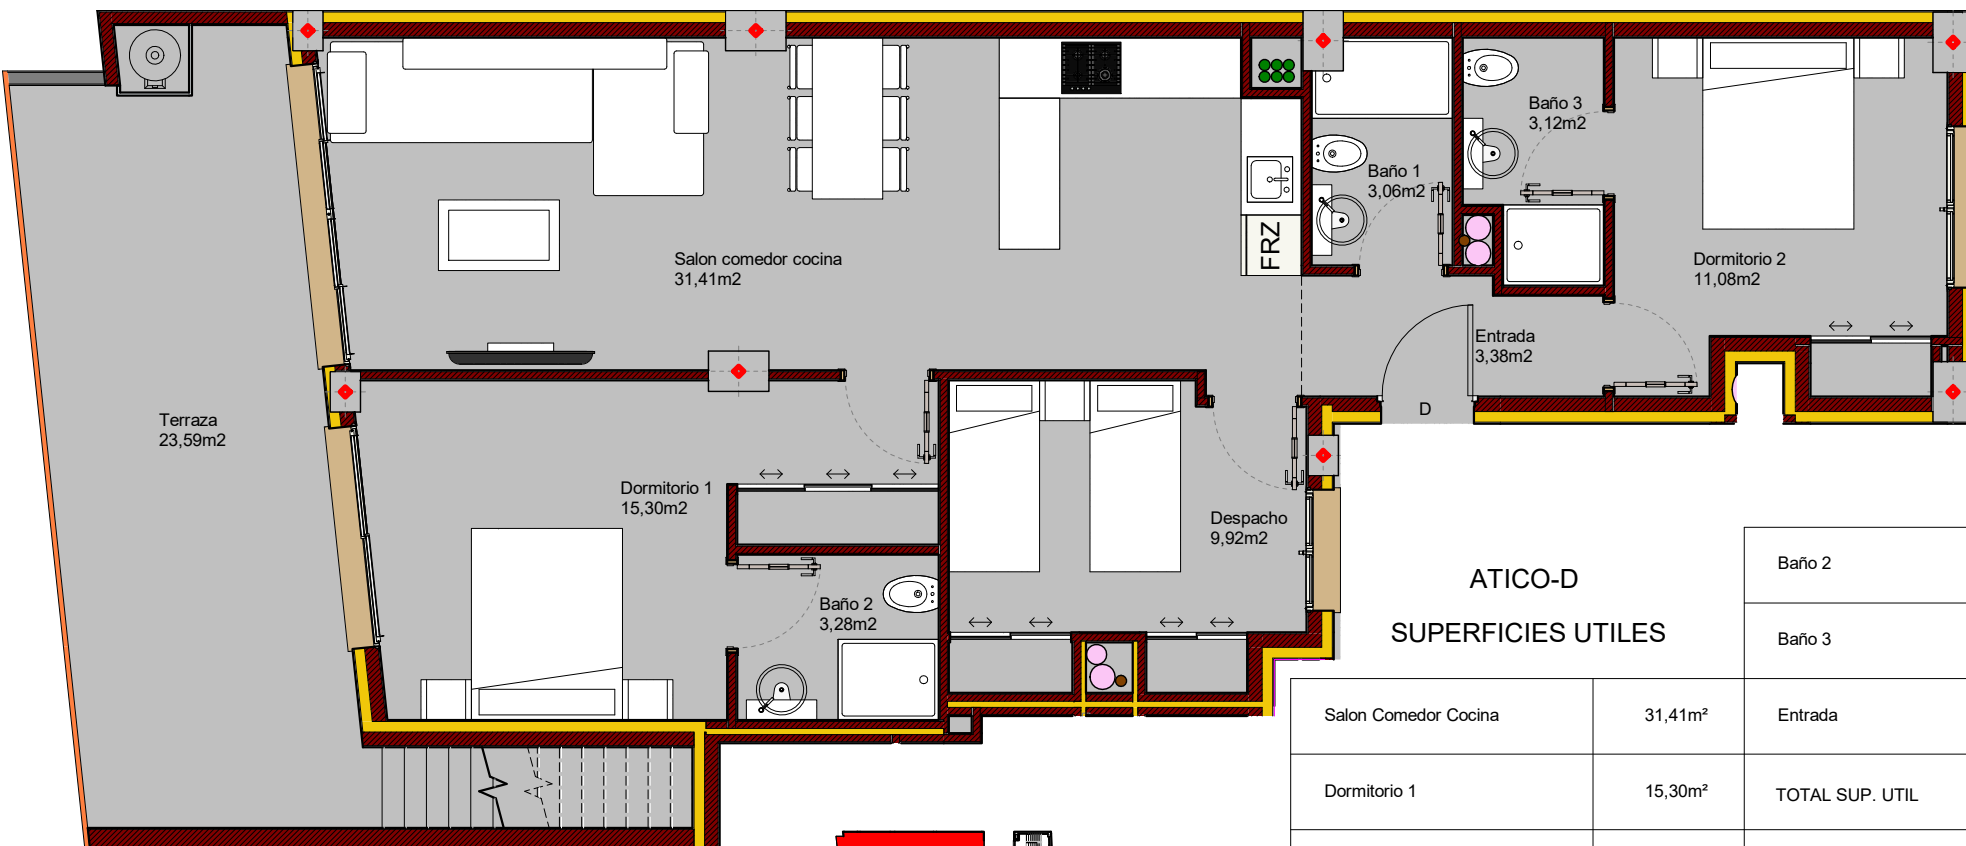 Baño 3
3,12m2
Baño 1
3,06m2
FRZ
Salon comedor cocina
31,41m2
Dormitorio 2
11,08m2
Entrada
3,38m2
D
Terraza
23,59m2
Dormitorio 1
15,30m2
Despacho
9,92m2
Baño 2
3,28m2
ATICO-D
SUPERFICIES UTILES
Baño 2
Baño 3
Salon Comedor Cocina 31,41m² Entrada
Dormitorio 1 15,30m² TOTAL SUP. UTIL